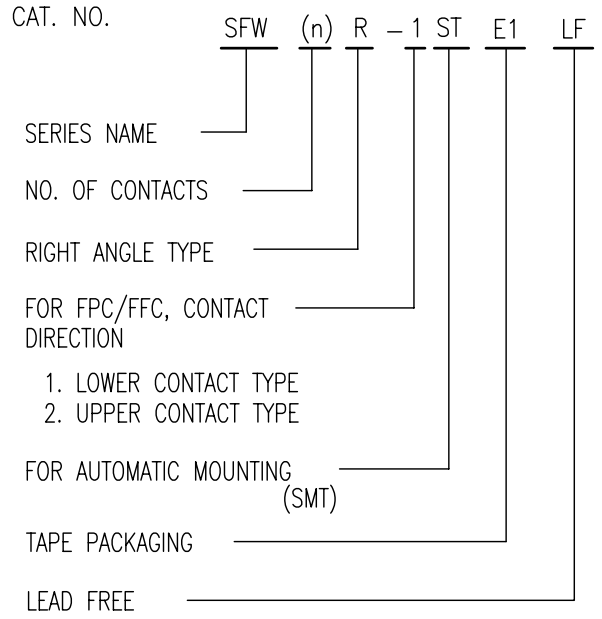 CAT. NO.
SFW (n) R – 1 ST E1 LF
SERIES NAME
NO. OF CONTACTS
RIGHT ANGLE TYPE
FOR FPC/FFC, CONTACT
DIRECTION
1. LOWER CONTACT TYPE
2. UPPER CONTACT TYPE
FOR AUTOMATIC MOUNTING
(SMT)
TAPE PACKAGING
LEAD FREE